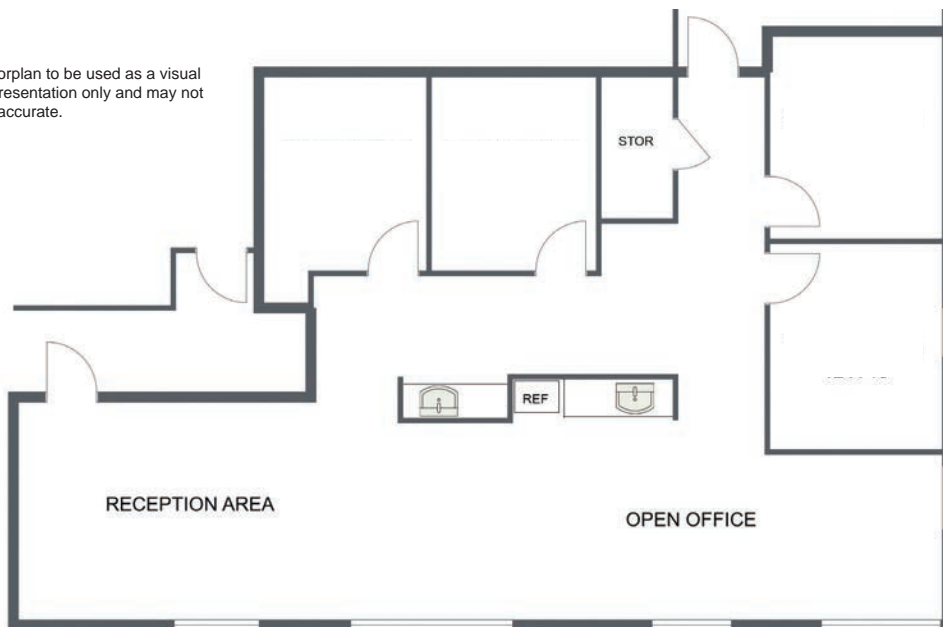 orplan to be used as a visual
resentation only and may not
accurate.
STOR
REF
RECEPTION AREA
OPEN OFFICE